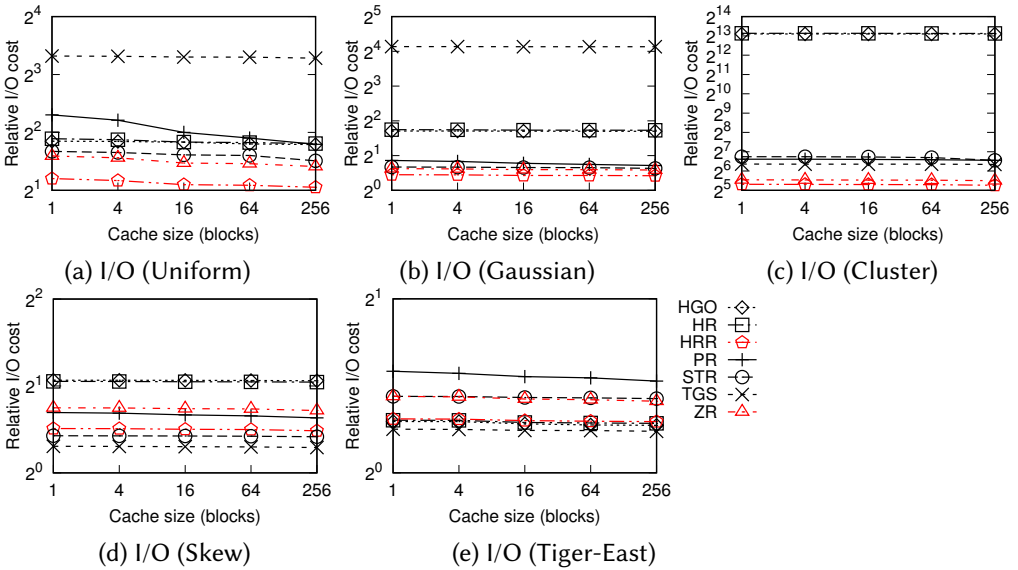 2^4
2^3
2^2
2^1
Relative I/O cost
1 4 16 64 256
Cache size (blocks)
(a) I/O (Uniform)
2^5
2^4
2^3
2^2
2^1
2^0
Relative I/O cost
1 4 16 64 256
Cache size (blocks)
(b) I/O (Gaussian)
2^14
2^13
2^12
2^11
2^10
2^9
2^8
2^7
2^6
2^5
Relative I/O cost
1 4 16 64 256
Cache size (blocks)
(c) I/O (Cluster)
2^2
2^1
2^0
Relative I/O cost
1 4 16 64 256
Cache size (blocks)
(d) I/O (Skew)
2^1
2^0
Relative I/O cost
1 4 16 64 256
Cache size (blocks)
(e) I/O (Tiger-East)
HGO
HR
HRR
PR
STR
TGS
ZR